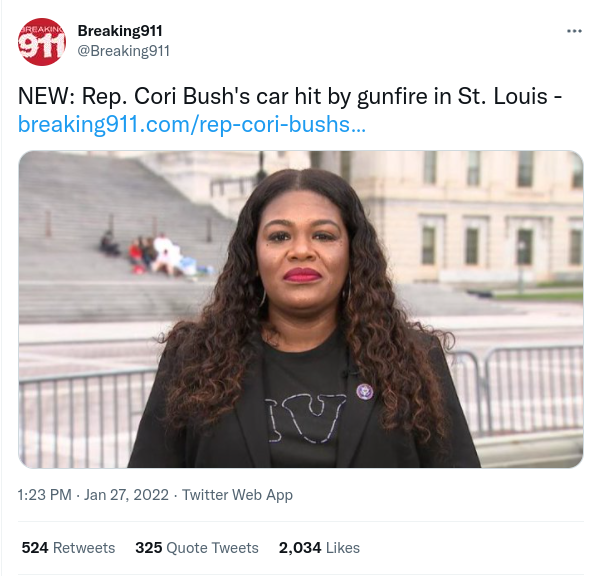 BREAKING
911
Breaking911
@Breaking911
NEW: Rep. Cori Bush's car hit by gunfire in St. Louis -
breaking911.com/rep-cori-bushs...
1:23 PM · Jan 27, 2022 · Twitter Web App
524 Retweets 325 Quote Tweets 2,034 Likes